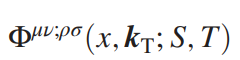 Φ^{μν;ρσ}(x, k_T; S, T)